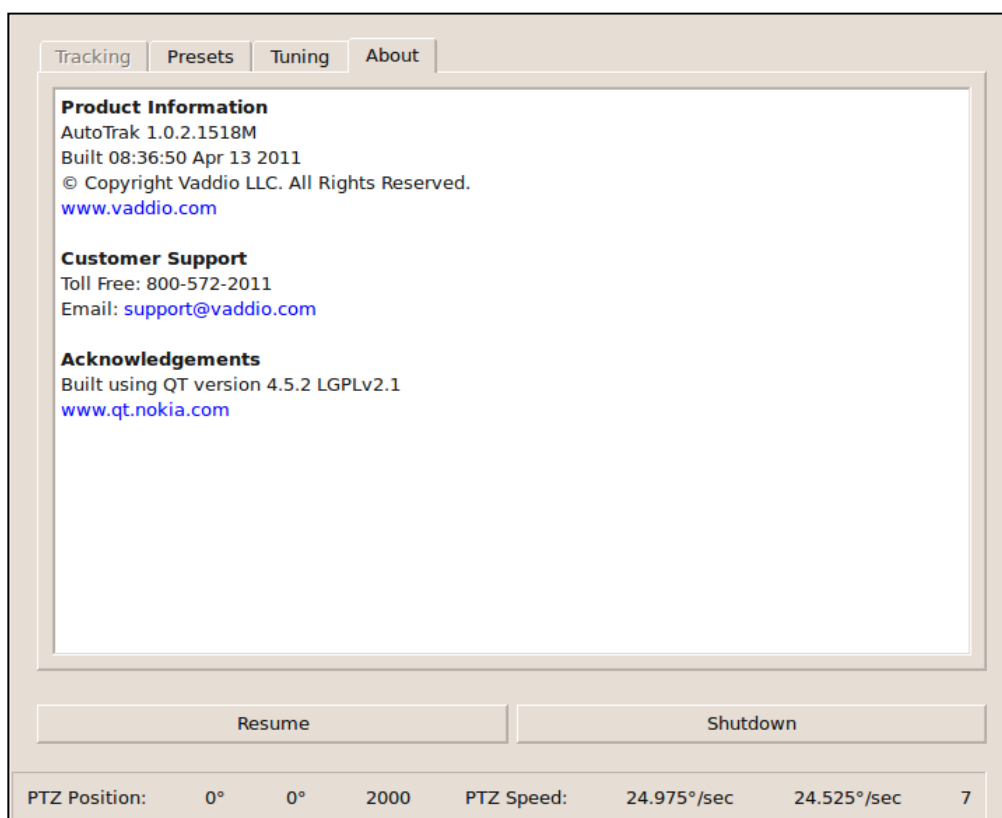 Tracking Presets Tuning About
Product Information
AutoTrak 1.0.2.1518M
Built 08:36:50 Apr 13 2011
© Copyright Vaddio LLC. All Rights Reserved.
www.vaddio.com
Customer Support
Toll Free: 800-572-2011
Email: support@vaddio.com
Acknowledgements
Built using QT version 4.5.2 LGPLv2.1
www.qt.nokia.com
Resume Shutdown
PTZ Position: 0° 0° 2000 PTZ Speed: 24.975°/sec 24.525°/sec 7